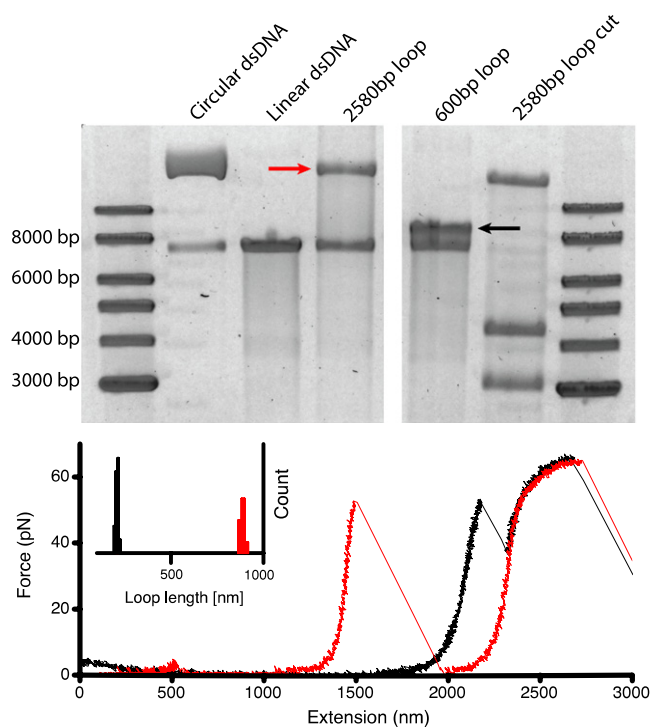 Circular dsDNA
Linear dsDNA
2580bp loop
600bp loop
2580bp loop cut
8000 bp
6000 bp
4000 bp
3000 bp
60
40
20
0
Force (pN)
Count
500
1000
Loop length [nm]
0
500
1000
1500
2000
2500
3000
Extension (nm)